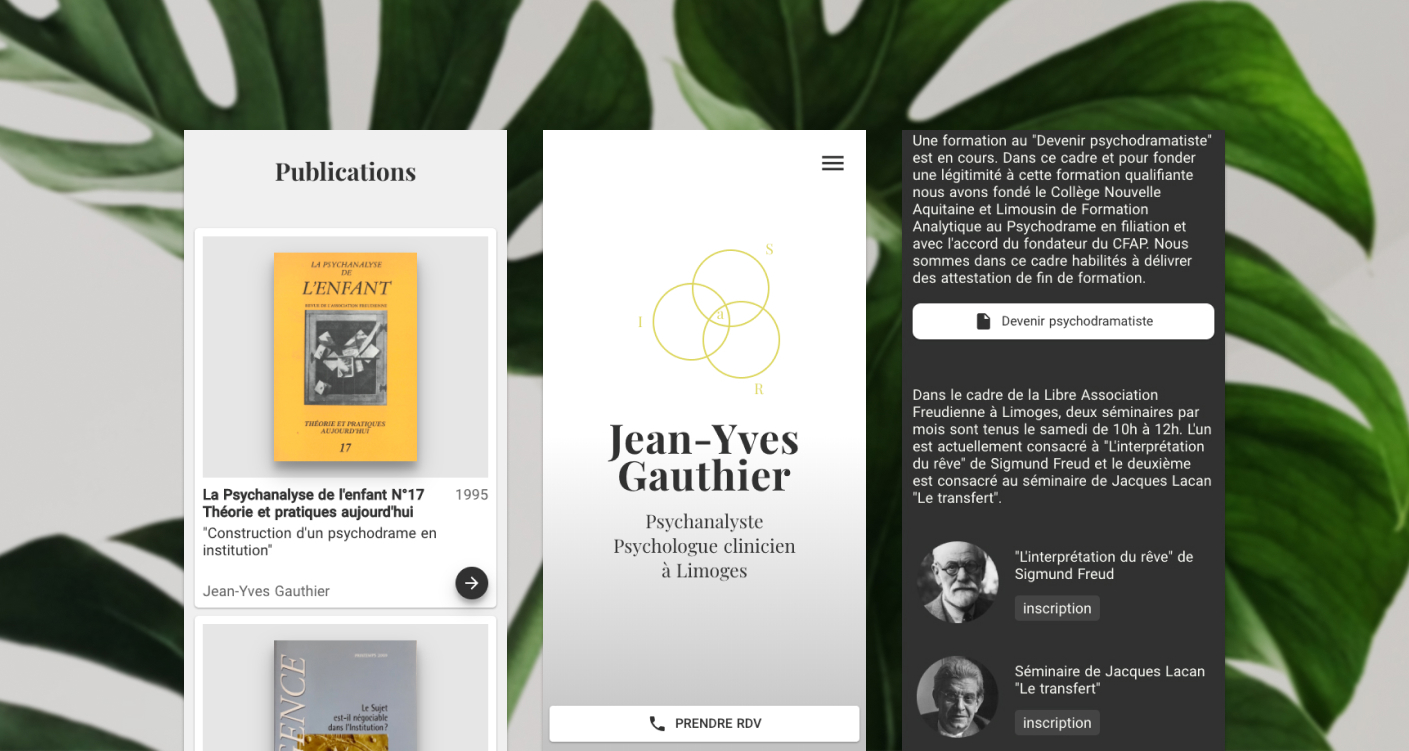 Publications
LA PSYCHANALYSE
DE
L'ENFANT
REVUE DE L'ASSOCIATION FREUDIENNE
THÉORIE ET PRATIQUES
AUJOURD'HUI
17
La Psychanalyse de l'enfant N°17
Théorie et pratiques aujourd'hui
1995
"Construction d'un psychodrame en
institution"
Jean-Yves Gauthier
Le Sujet
est-il négociable
dans l'Institution?
S
I
a
R
Jean-Yves
Gauthier
Psychanalyste
Psychologue clinicien
à Limoges
PRENDRE RDV
Une formation au "Devenir psychodramatiste"
est en cours. Dans ce cadre et pour fonder
une légitimité à cette formation qualifiante
nous avons fondé le Collège Nouvelle
Aquitaine et Limousin de Formation
Analytique au Psychodrame en filiation et
avec l'accord du fondateur du CFAP. Nous
sommes dans ce cadre habilités à délivrer
des attestation de fin de formation.
Devenir psychodramatiste
Dans le cadre de la Libre Association
Freudienne à Limoges, deux séminaires par
mois sont tenus le samedi de 10h à 12h. L'un
est actuellement consacré à "L'interprétation
du rêve" de Sigmund Freud et le deuxième
est consacré au séminaire de Jacques Lacan
"Le transfert".
"L'interprétation du rêve" de
Sigmund Freud
inscription
Séminaire de Jacques Lacan
"Le transfert"
inscription